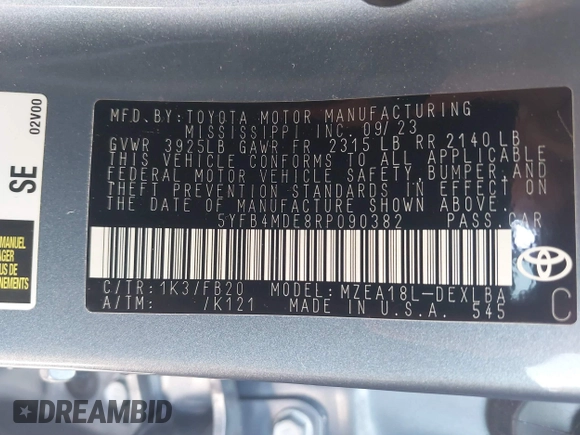 MFD.BY: TOYOTA MOTOR MANUFACTURING
MISSISSIPPI INC. 09/23
GVWR 3925LB GAWR FR 2315 LB RR 2140 LB
THIS VEHICLE CONFORMS TO ALL APPLICABLE
FEDERAL MOTOR VEHICLE SAFETY, BUMPER, AND
THEFT PREVENTION STANDARDS IN EFFECT ON
THE DATE OF MANUFACTURE SHOWN ABOVE.
5YFB4MDE8RP090382 PASS.CAR
C/TR: 1K3/FB20 MODEL: MZEA18L-DEXLBA
A/TM: /K121 MADE IN U.S.A. 545
TOYOTA
C
02V00
SE
MANUEL
DE
DREAMBID